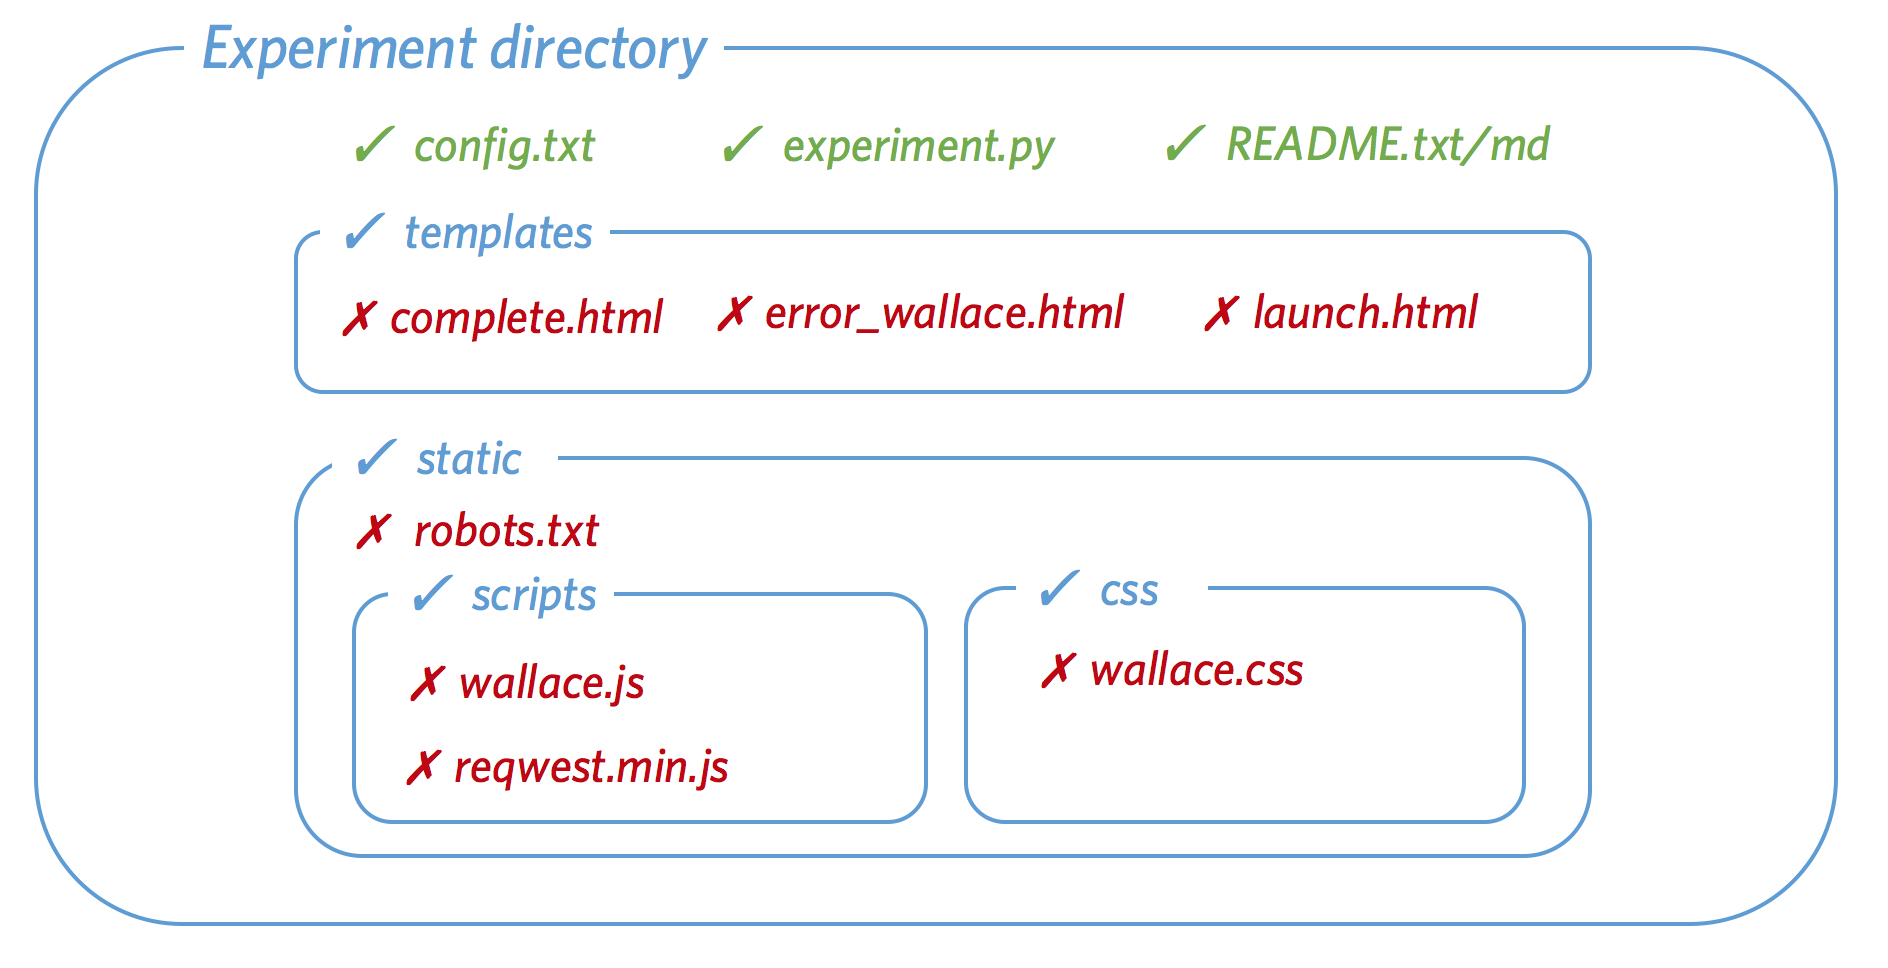 Experiment directory
✓ config.txt ✓ experiment.py ✓ README.txt/md
✓ templates
✗ complete.html ✗ error_wallace.html ✗ launch.html
✓ static
✗ robots.txt
✓ scripts
✗ wallace.js
✗ reqwest.min.js
✓ css
✗ wallace.css